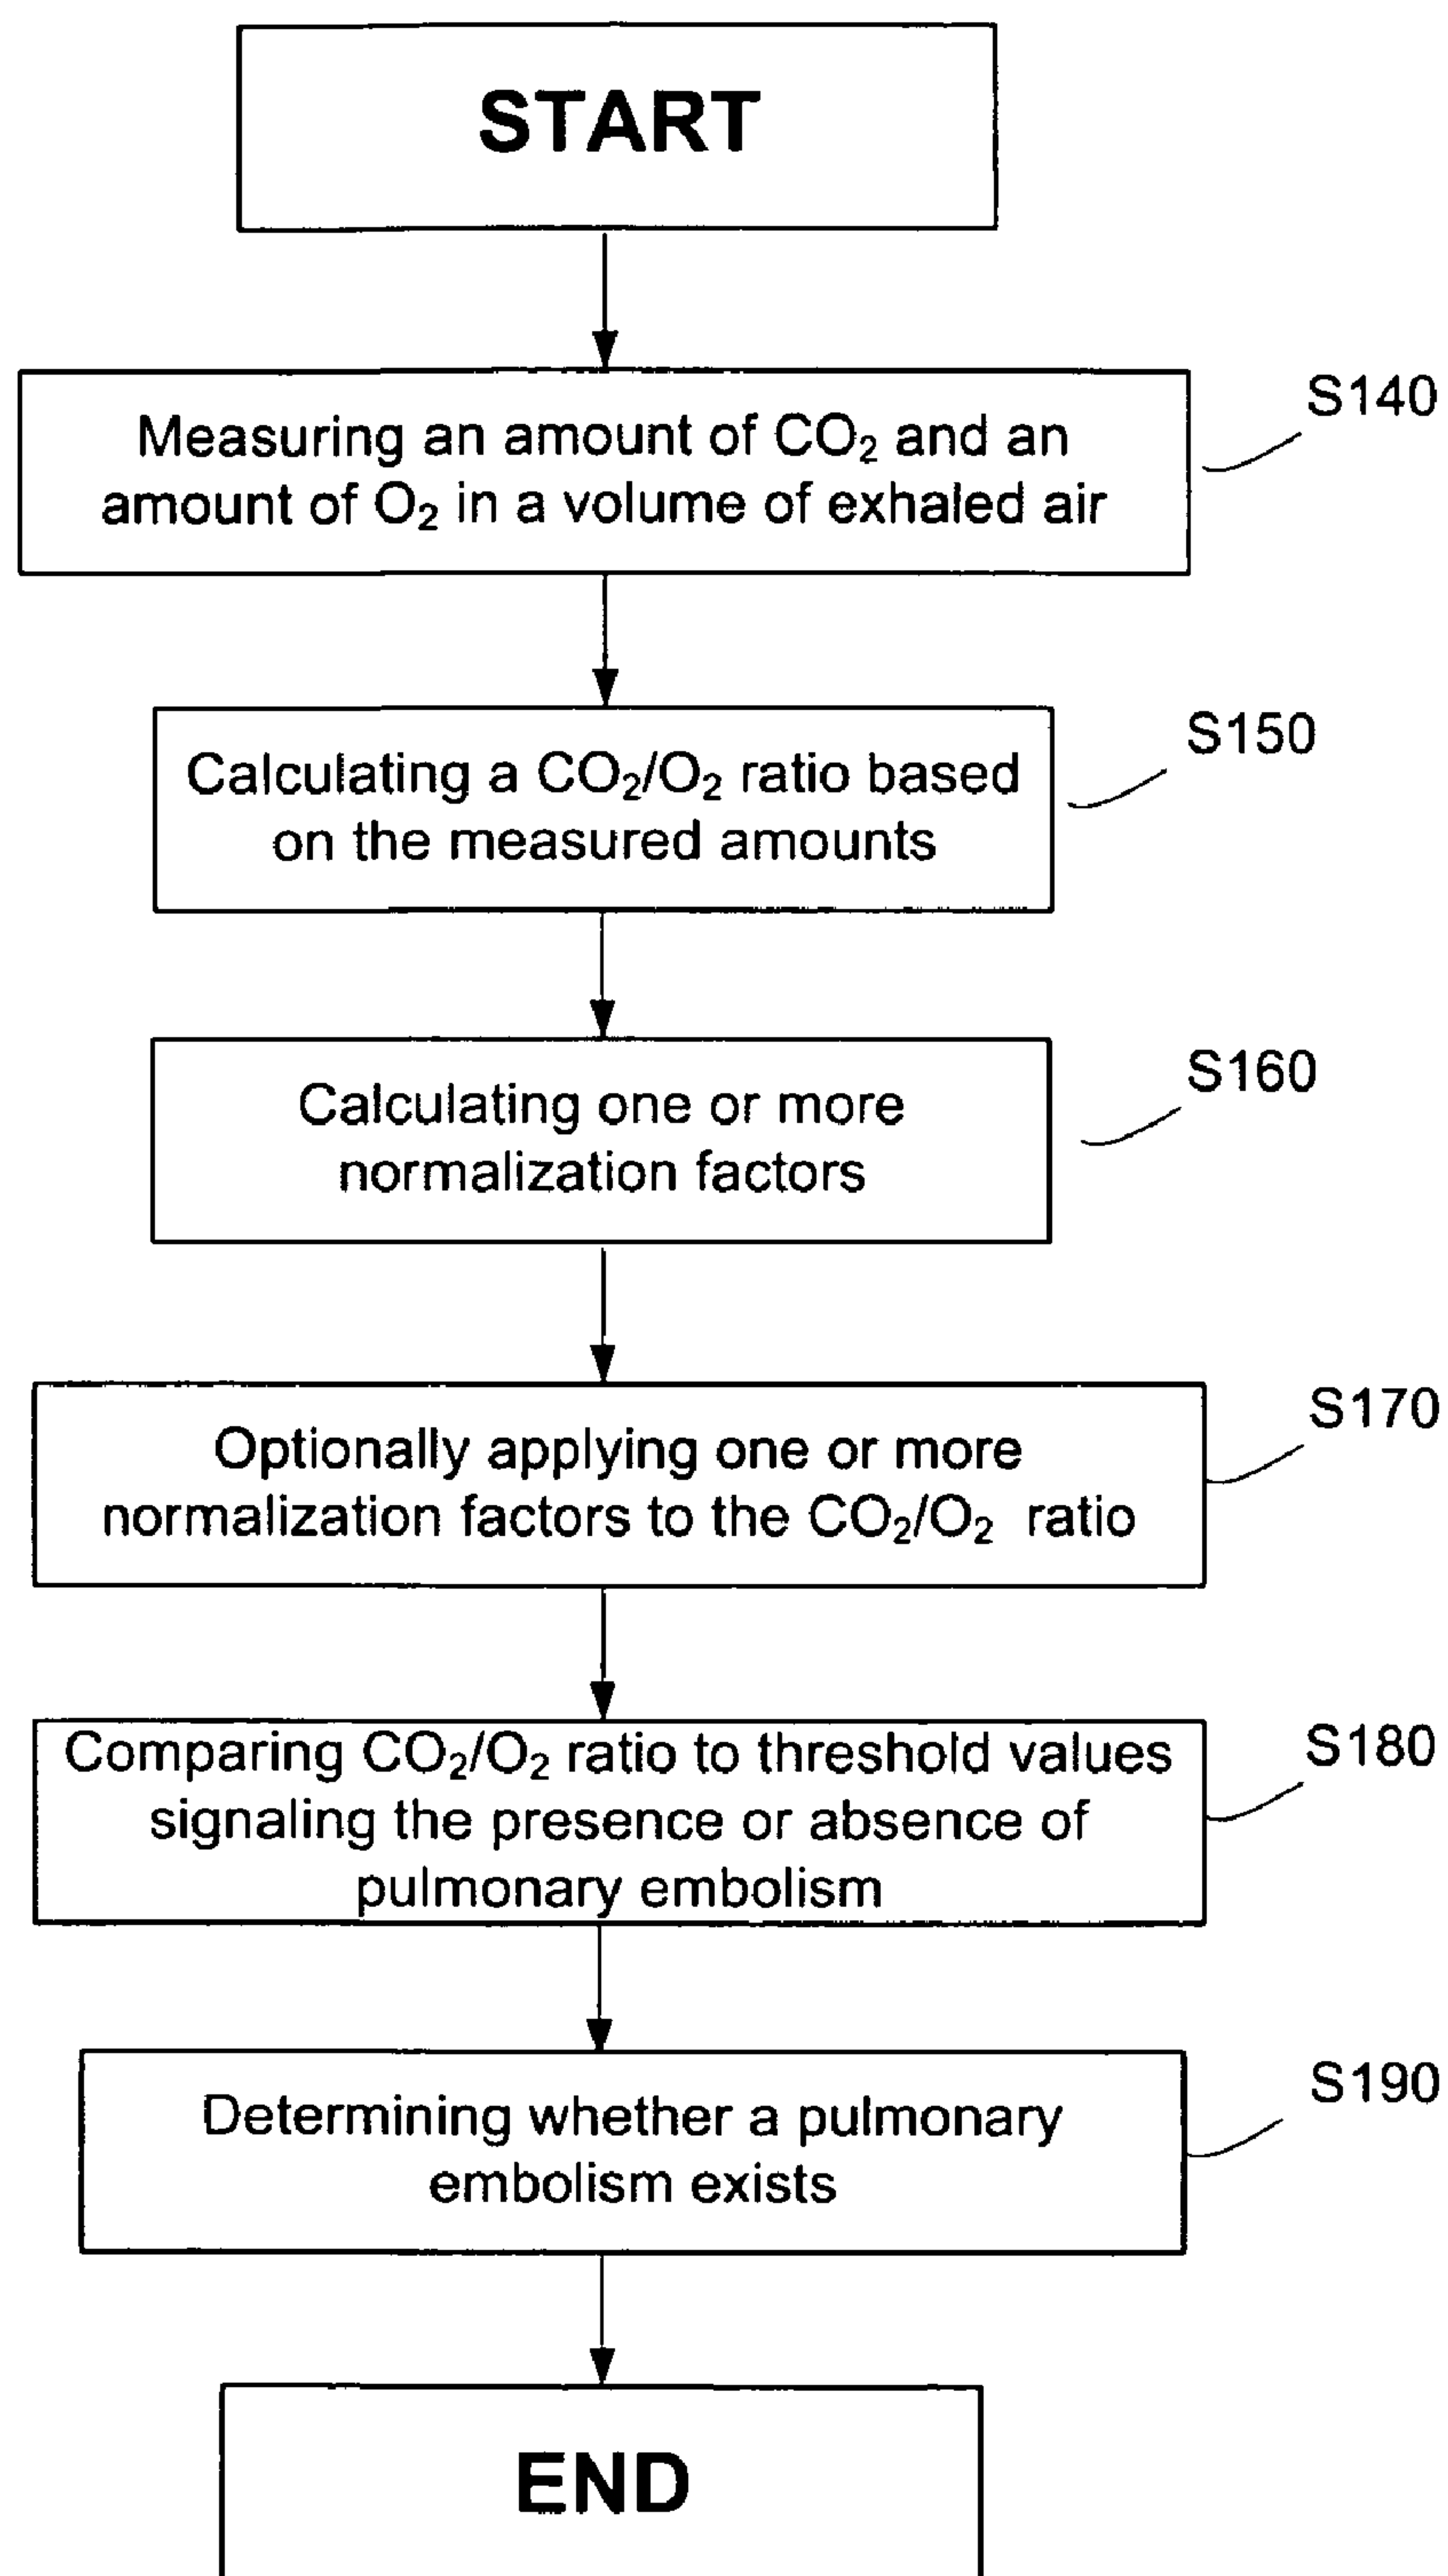 START
Measuring an amount of CO₂ and an
amount of O₂ in a volume of exhaled air
S140
Calculating a CO₂/O₂ ratio based
on the measured amounts
S150
Calculating one or more
normalization factors
S160
Optionally applying one or more
normalization factors to the CO₂/O₂ ratio
S170
Comparing CO₂/O₂ ratio to threshold values
signaling the presence or absence of
pulmonary embolism
S180
Determining whether a pulmonary
embolism exists
S190
END